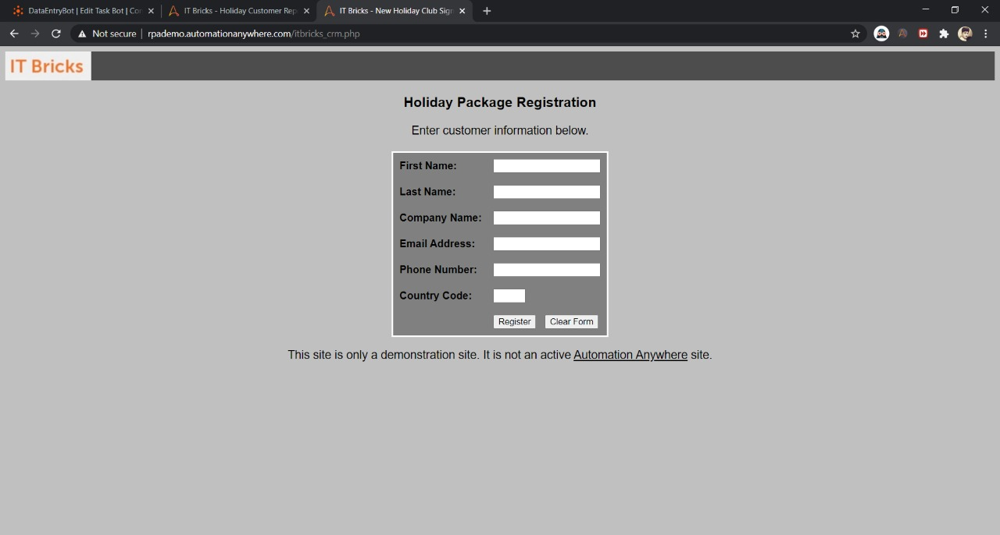 DataEntryBot | Edit Task Bot | Co
IT Bricks - Holiday Customer Rep
IT Bricks - New Holiday Club Sig
Not secure | rpademo.automationanywhere.com/itbricks_crm.php
IT Bricks
Holiday Package Registration
Enter customer information below.
First Name:
Last Name:
Company Name:
Email Address:
Phone Number:
Country Code:
Register Clear Form
This site is only a demonstration site. It is not an active Automation Anywhere site.